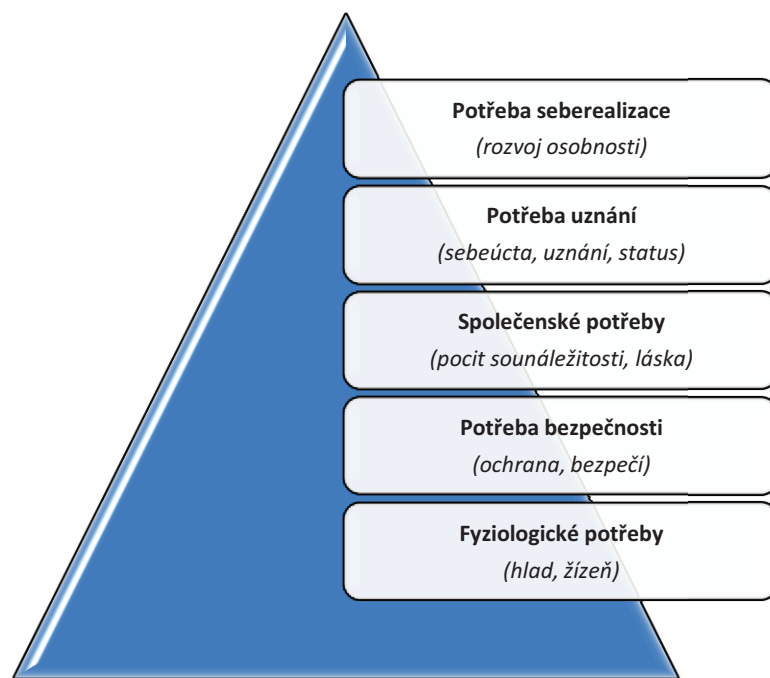 Potřeba seberealizace
(rozvoj osobnosti)
Potřeba uznání
(sebeúcta, uznání, status)
Společenské potřeby
(pocit sounáležitosti, láska)
Potřeba bezpečnosti
(ochrana, bezpečí)
Fyziologické potřeby
(hlad, žízeň)